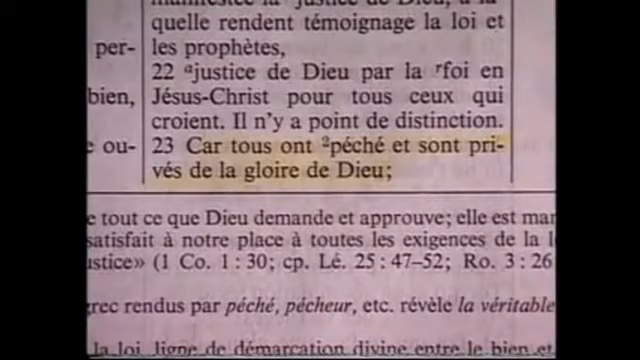 manifestée la justice de Dieu, à la-
quelle rendent témoignage la loi et
per- les prophètes,
22 ᵃjustice de Dieu par la ʳfoi en
bien, Jésus-Christ pour tous ceux qui
croient. Il n'y a point de distinction.
ou- 23 Car tous ont ²péché et sont pri-
vés de la gloire de Dieu;
e tout ce que Dieu demande et approuve; elle est mar
satisfait à notre place à toutes les exigences de la l
ustice» (1 Co. 1:30; cp. Lé. 25:47–52; Ro. 3:26
grec rendus par péché, pécheur, etc. révèle la véritable
la loi, ligne de démarcation divine entre le bien et